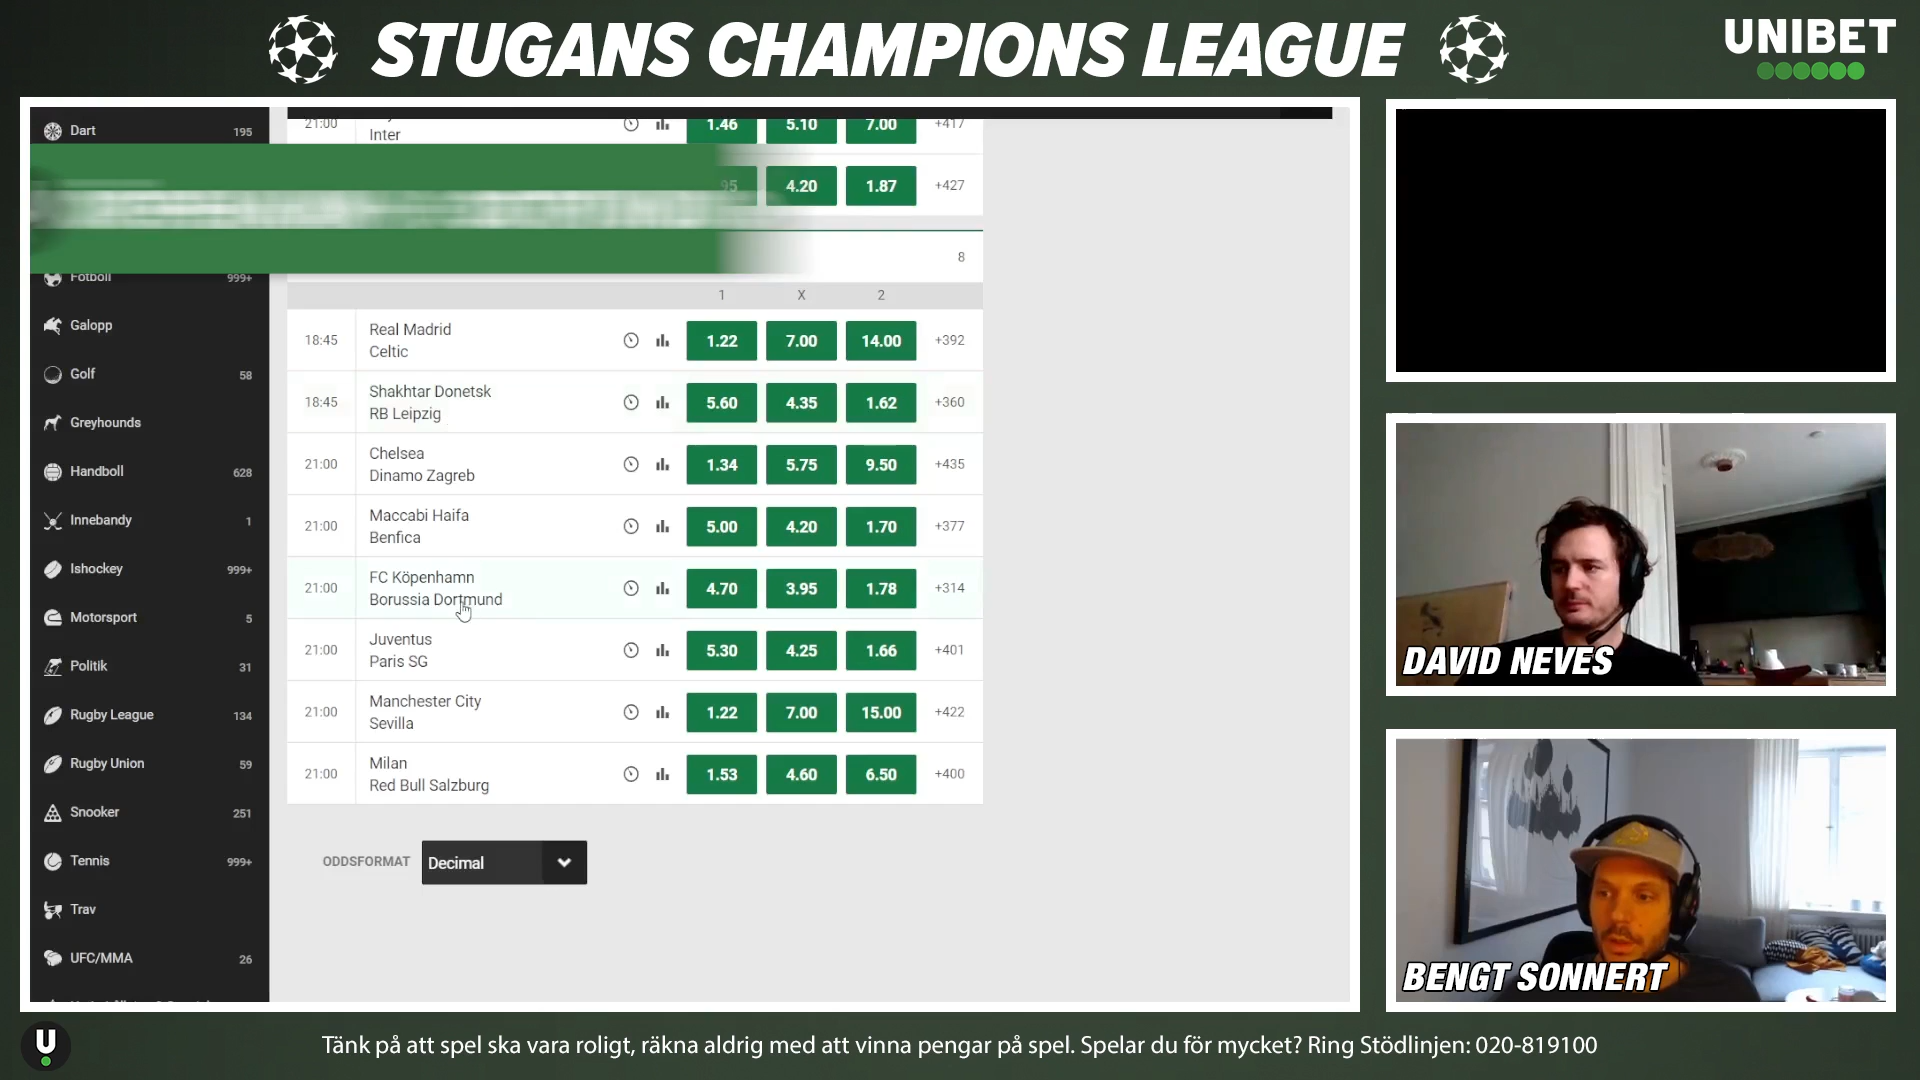 STUGANS CHAMPIONS LEAGUE
UNIBET
Dart 195
Fotboll 999+
Galopp
Golf 58
Greyhounds
Handboll 628
Innebandy 1
Ishockey 999+
Motorsport 5
Politik 31
Rugby League 134
Rugby Union 59
Snooker 251
Tennis 999+
Trav
UFC/MMA 26
21:00
Inter
1.46 5.10 7.00 +417
4.20 1.87 +427
8
1 X 2
18:45 Real Madrid 1.22 7.00 14.00 +392
Celtic
18:45 Shakhtar Donetsk 5.60 4.35 1.62 +360
RB Leipzig
21:00 Chelsea 1.34 5.75 9.50 +435
Dinamo Zagreb
21:00 Maccabi Haifa 5.00 4.20 1.70 +377
Benfica
21:00 FC Köpenhamn 4.70 3.95 1.78 +314
Borussia Dortmund
21:00 Juventus 5.30 4.25 1.66 +401
Paris SG
21:00 Manchester City 1.22 7.00 15.00 +422
Sevilla
21:00 Milan 1.53 4.60 6.50 +400
Red Bull Salzburg
ODDSFORMAT Decimal
DAVID NEVES
BENGT SONNERT
U
Tänk på att spel ska vara roligt, räkna aldrig med att vinna pengar på spel. Spelar du för mycket? Ring Stödlinjen: 020-819100